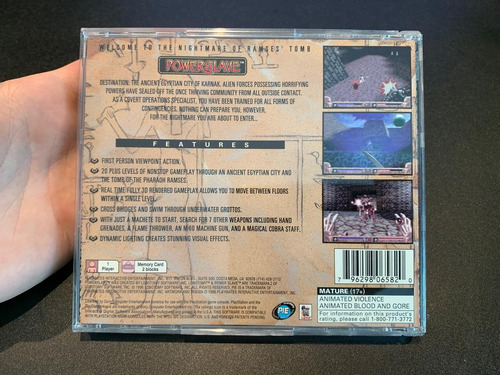 WELCOME TO THE NIGHTMARE OF RAMSES' TOMB
POWERSLAVE
DESTINATION: THE ANCIENT EGYPTIAN CITY OF KARNAK. ALIEN FORCES POSSESSING HORRIFYING
POWERS HAVE SEALED OFF THE ONCE THRIVING COMMUNITY FROM ALL OUTSIDE CONTACT.
AS A COVERT OPERATIONS SPECIALIST, YOU HAVE BEEN TRAINED FOR ALL FORMS OF
CONTINGENCIES. NOTHING CAN PREPARE YOU, HOWEVER,
FOR THE NIGHTMARE YOU ARE ABOUT TO ENTER...
FEATURES
FIRST PERSON VIEWPOINT ACTION.
20 PLUS LEVELS OF NONSTOP GAMEPLAY THROUGH AN ANCIENT EGYPTIAN CITY AND
THE TOMB OF THE PHARAOH RAMSES.
REAL TIME FULLY 3D RENDERED GAMEPLAY ALLOWS YOU TO MOVE BETWEEN FLOORS
WITHIN A SINGLE LEVEL.
CROSS BRIDGES AND SWIM THROUGH UNDERWATER GROTTOS.
WITH JUST A MACHETE TO START, SEARCH FOR 7 OTHER WEAPONS INCLUDING HAND
GRENADES, A FLAME THROWER, AN M-60 MACHINE GUN, AND A MAGICAL COBRA STAFF.
DYNAMIC LIGHTING CREATES STUNNING VISUAL EFFECTS.
1
Player
Memory Card
2 blocks
7 96298 06582 0
PIE
MATURE (17+)
ANIMATED VIOLENCE
ANIMATED BLOOD AND GORE
For information on this product's
rating, please call 1-800-771-3772